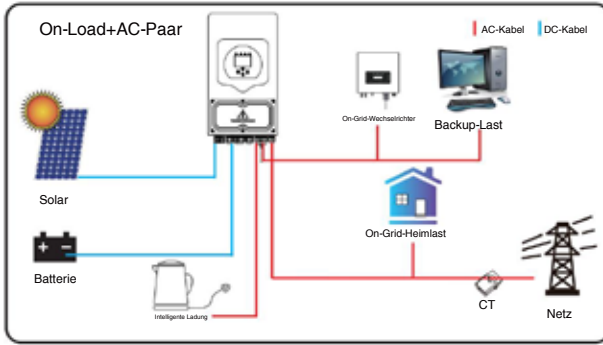 On-Load+AC-Paar
AC-Kabel
DC-Kabel
On-Grid-Wechselrichter
Backup-Last
Solar
On-Grid-Heimlast
Batterie
CT
Netz
Intelligente Ladung